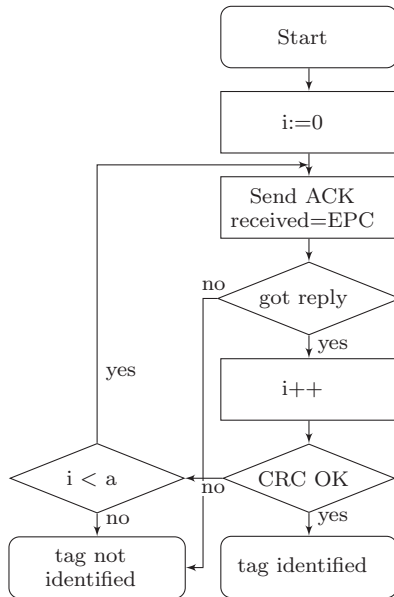 Start
i:=0
Send ACK
received=EPC
no
got reply
yes
yes
i++
i < a
no
CRC OK
no
yes
tag not
identified
tag identified